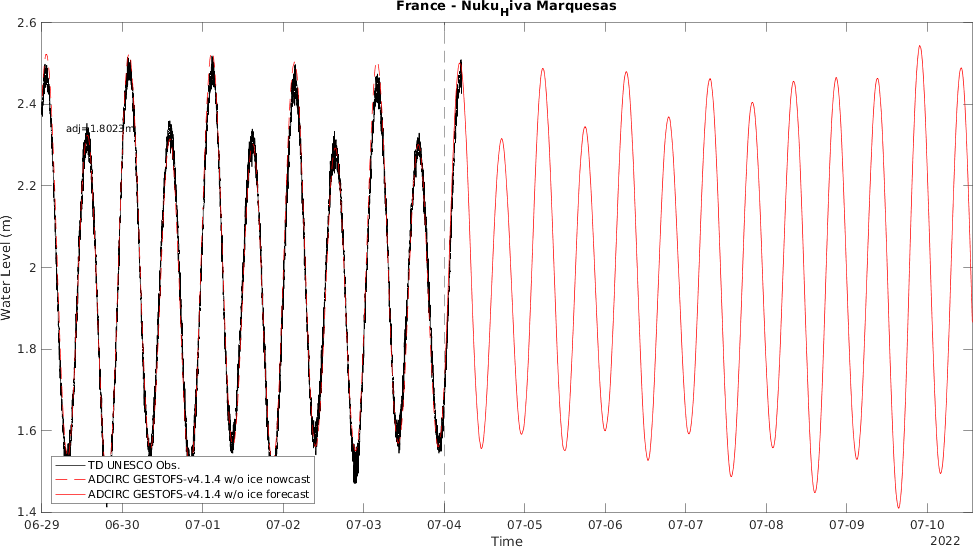 France - Nuku_Hiva Marquesas
2.6
2.4
2.2
2
1.8
1.6
1.4
Water Level (m)
adj=1.8023m
TD UNESCO Obs.
ADCIRC GESTOFS-v4.1.4 w/o ice nowcast
ADCIRC GESTOFS-v4.1.4 w/o ice forecast
06-29 06-30 07-01 07-02 07-03 07-04 07-05 07-06 07-07 07-08 07-09 07-10
Time
2022